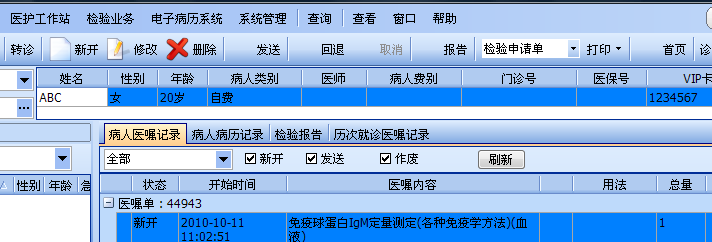 医护工作站 检验业务 电子病历系统 系统管理 查询 查看 窗口 帮助
转诊 新开 修改 删除 发送 回退 取消 报告 检验申请单 打印 首页 诊
姓名 性别 年龄 病人类别 医师 病人费别 门诊号 医保号 VIP卡
ABC 女 20岁 自费 1234567
病人医嘱记录 病人病历记录 检验报告 历次就诊医嘱记录
全部 新开 发送 作废 刷新
性别 年龄 急 状态 开始时间 医嘱内容 用法 总量
医嘱单：44943
新开 2010-10-11 免疫球蛋白IgM定量测定(各种免疫学方法)(血 1
11:02:51 液)